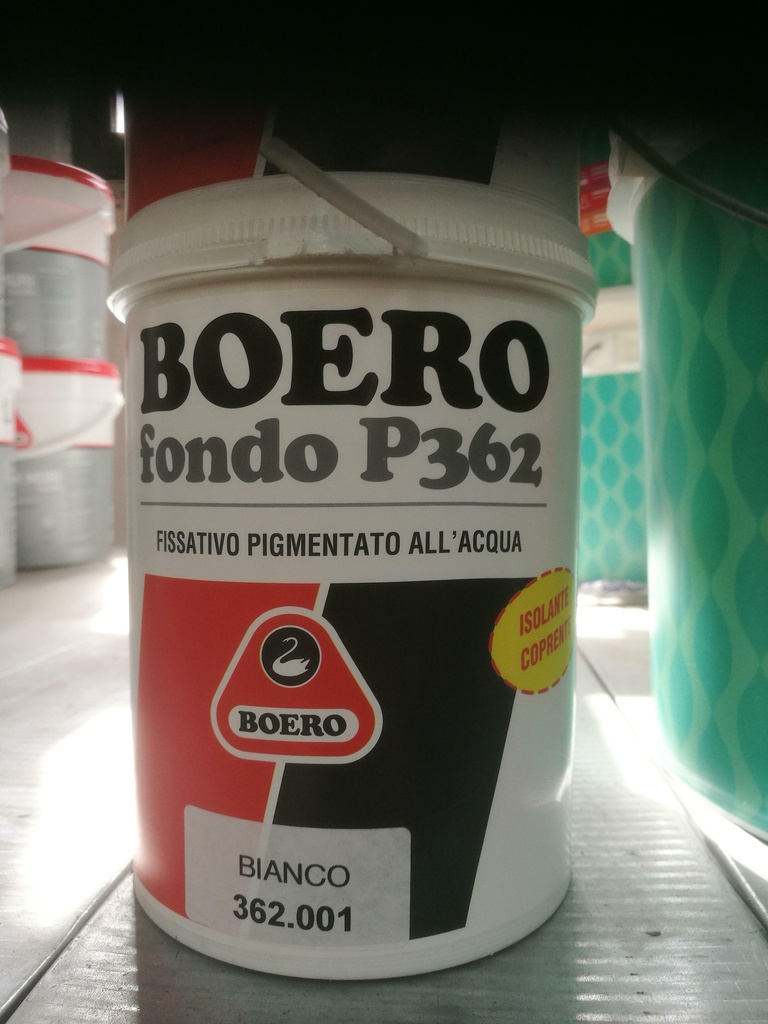 BOERO
fondo P362
FISSATIVO PIGMENTATO ALL'ACQUA
ISOLANTE
COPRENTE
BOERO
BIANCO
362.001